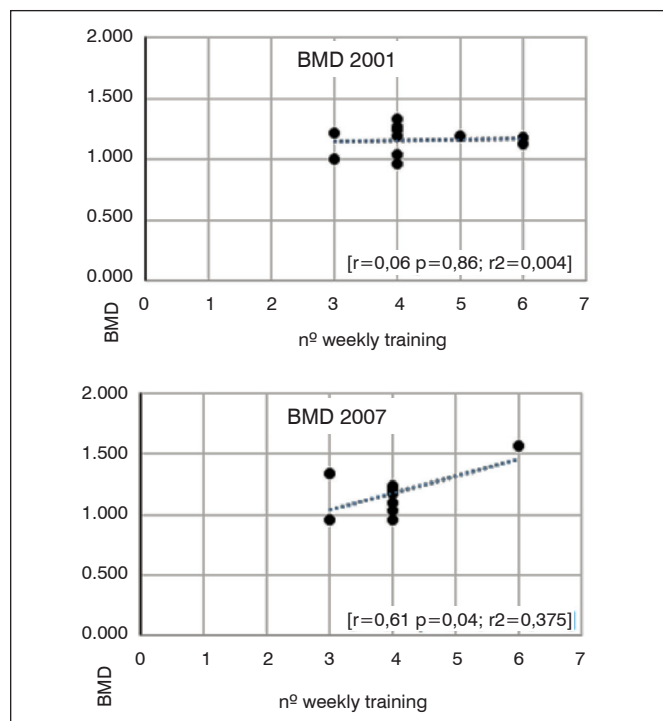 2.000
BMD 2001
1.500
1.000
0.500
[r=0,06 p=0,86; r2=0,004]
0.000
0 1 2 3 4 5 6 7
BMD
nº weekly training
2.000
BMD 2007
1.500
1.000
0.500
[r=0,61 p=0,04; r2=0,375]
0.000
0 1 2 3 4 5 6 7
BMD
nº weekly training